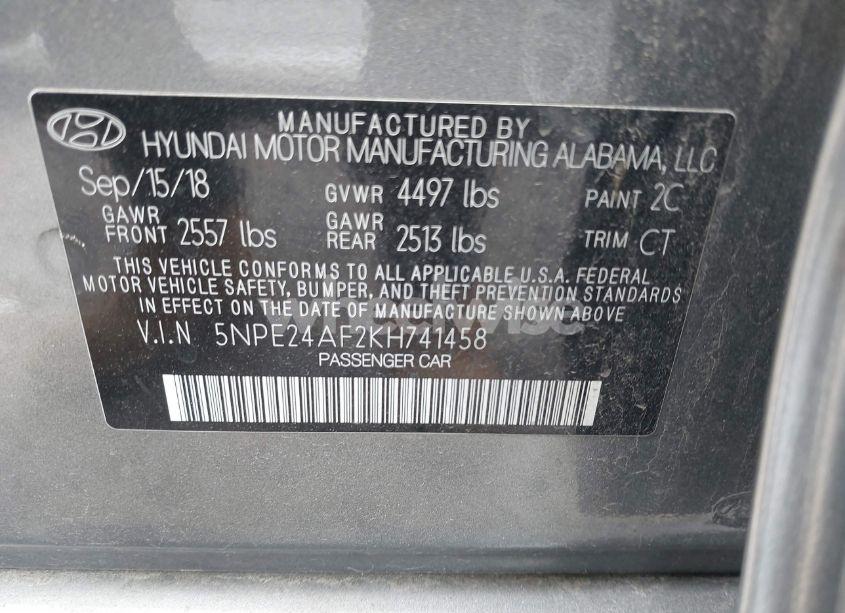 MANUFACTURED BY
HYUNDAI MOTOR MANUFACTURING ALABAMA, LLC
Sep/15/18 GVWR 4497 lbs PAINT 2C
GAWR FRONT 2557 lbs GAWR REAR 2513 lbs TRIM CT
THIS VEHICLE CONFORMS TO ALL APPLICABLE U.S.A. FEDERAL
MOTOR VEHICLE SAFETY, BUMPER, AND THEFT PREVENTION STANDARDS
IN EFFECT ON THE DATE OF MANUFACTURE SHOWN ABOVE
V.I.N 5NPE24AF2KH741458
PASSENGER CAR